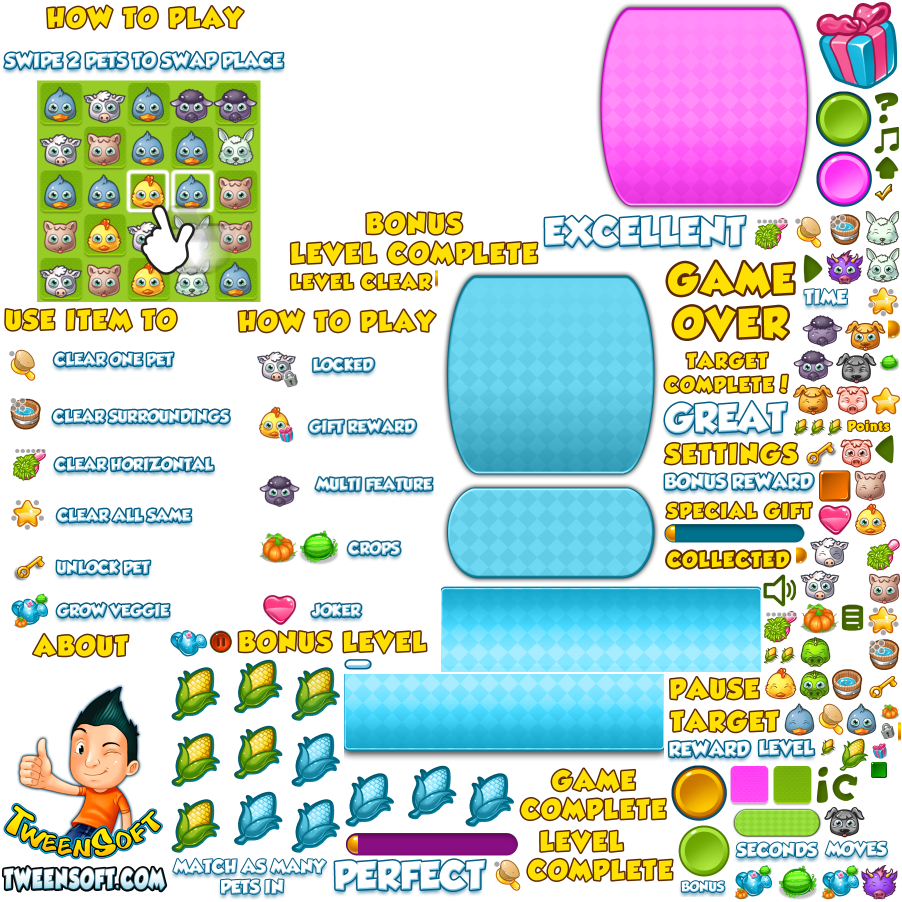 HOW TO PLAY
SWIPE 2 PETS TO SWAP PLACE
BONUS
LEVEL COMPLETE
LEVEL CLEAR
EXCELLENT
GAME
OVER
TIME
TARGET
COMPLETE!
GREAT
Points
SETTINGS
BONUS REWARD
SPECIAL GIFT
COLLECTED
USE ITEM TO
CLEAR ONE PET
CLEAR SURROUNDINGS
CLEAR HORIZONTAL
CLEAR ALL SAME
UNLOCK PET
GROW VEGGIE
HOW TO PLAY
LOCKED
GIFT REWARD
MULTI FEATURE
CROPS
JOKER
ABOUT
BONUS LEVEL
PAUSE
TARGET
REWARD LEVEL
TWEENSOFT
TWEENSOFT.COM
MATCH AS MANY
PETS IN
PERFECT
GAME
COMPLETE
LEVEL
COMPLETE
ic
?
SECONDS MOVES
BONUS